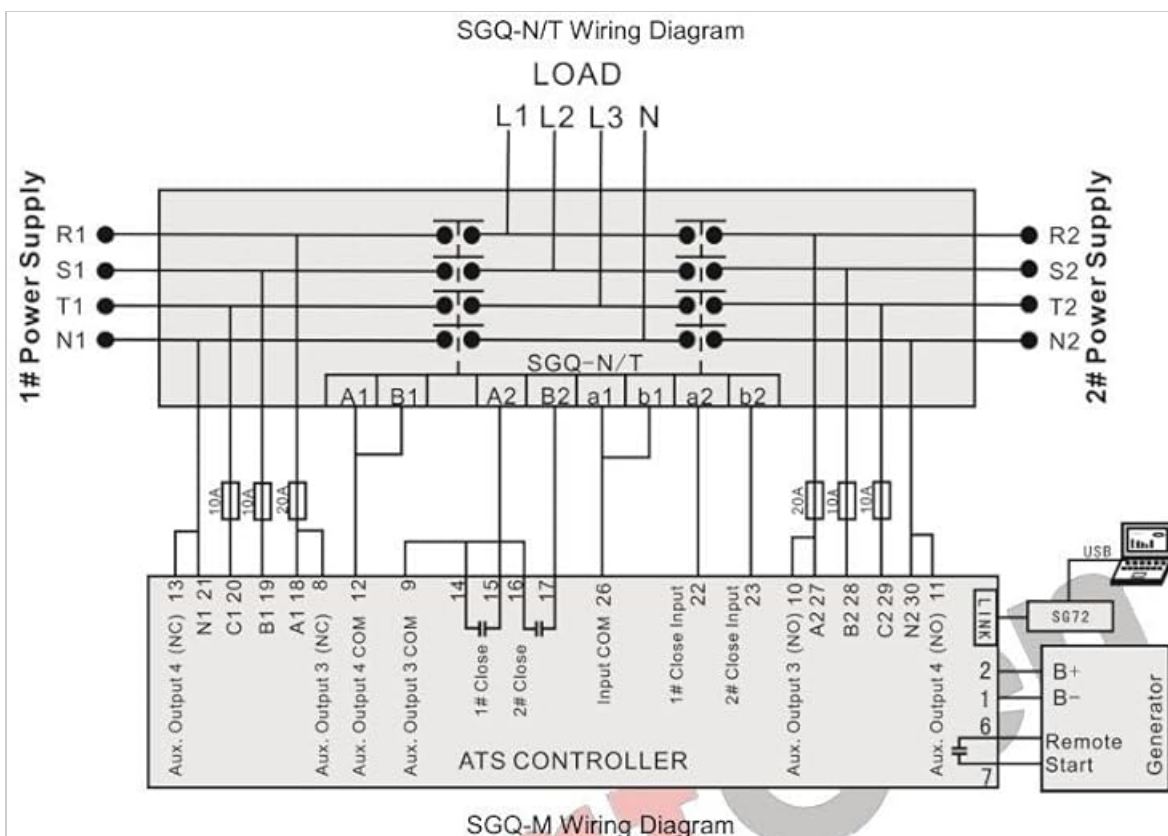 SGQ-N/T Wiring Diagram
LOAD
L1 L2 L3 N
1# Power Supply
R1
S1
T1
N1
2# Power Supply
R2
S2
T2
N2
SGQ-N/T
A1 B1 A2 B2 a1 b1 a2 b2
10A
10A
20A
20A
10A
10A
USB
SG72
LINK
Aux. Output 4 (NC) 13
N1 21
C1 20
B1 19
A1 18
Aux. Output 3 (NC) 8
Aux. Output 4 COM 12
Aux. Output 3 COM 9
14
1# Close 15
16
2# Close 17
Input COM 26
1# Close Input 22
2# Close Input 23
Aux. Output 3 (NO) 10
A2 27
B2 28
C2 29
N2 30
Aux. Output 4 (NO) 11
2
1
6
7
B+
B-
Remote
Start
Generator
ATS CONTROLLER
SGQ-M Wiring Diagram